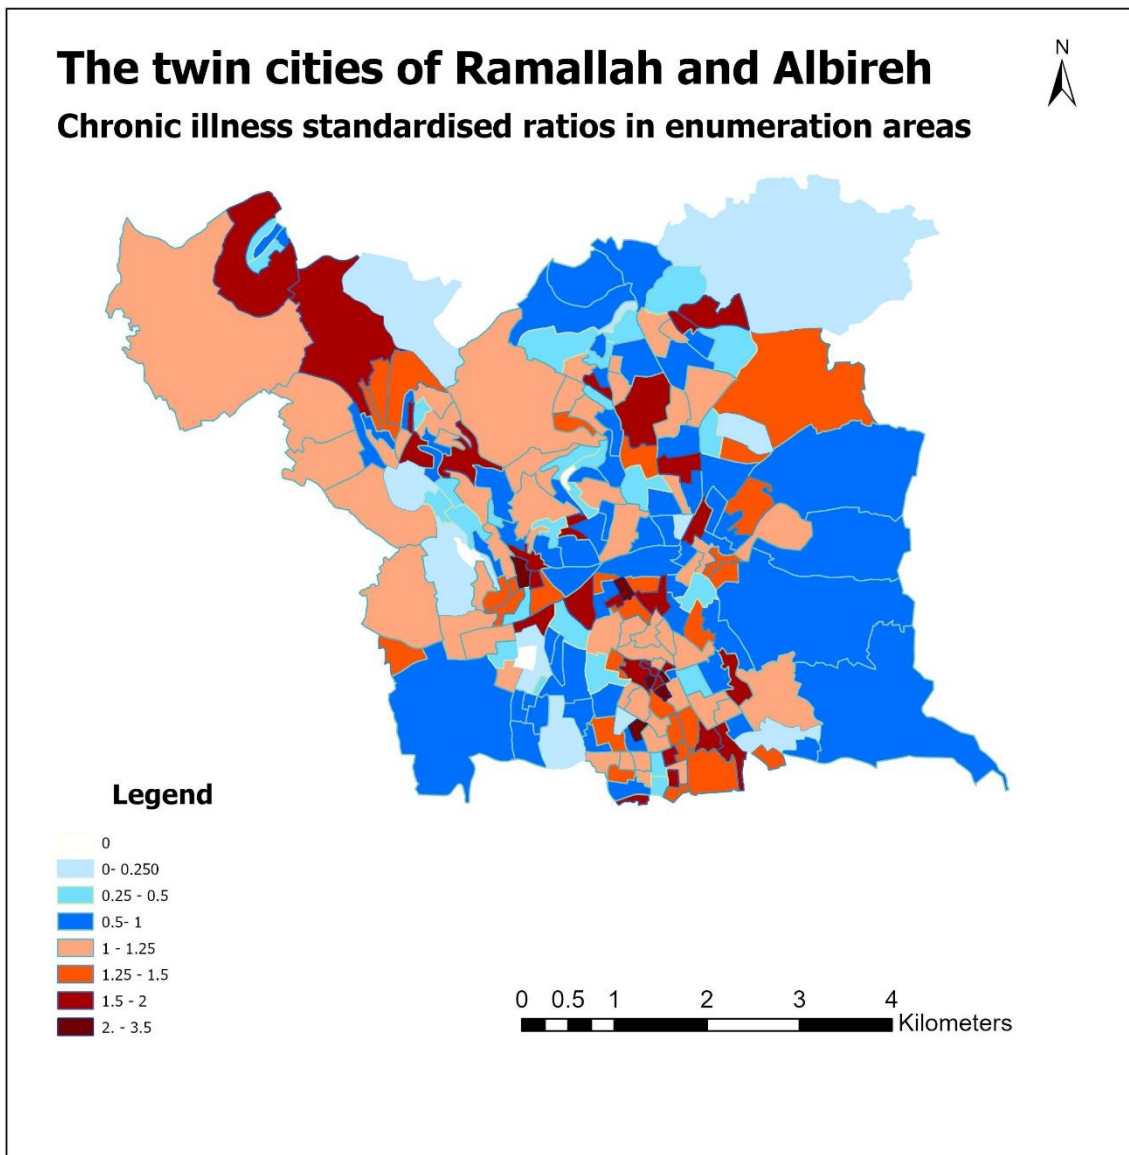 The twin cities of Ramallah and Albireh
Chronic illness standardised ratios in enumeration areas
N
Legend
0
0- 0.250
0.25 - 0.5
0.5- 1
1 - 1.25
1.25 - 1.5
1.5 - 2
2. - 3.5
0 0.5 1 2 3 4
Kilometers